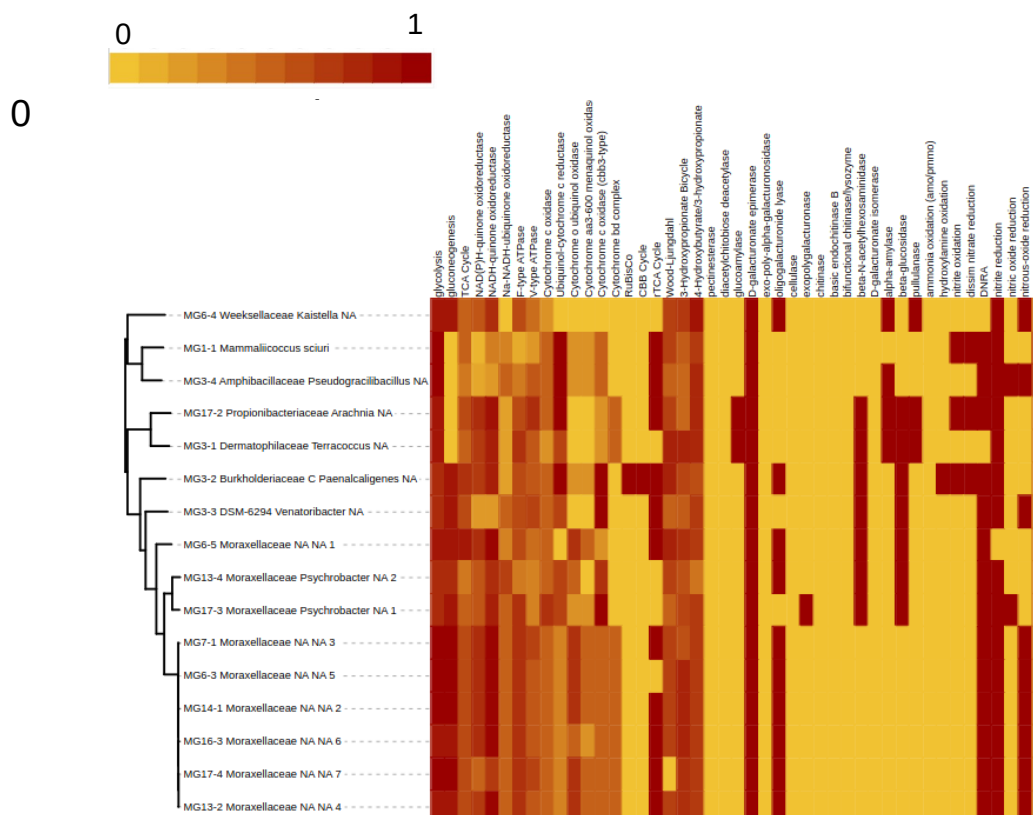 0
1
0
glycolysis
gluconeogenesis
TCA Cycle
NAD(P)H-quinone oxidoreductase
NADH-quinone oxidoreductase
Na-NADH-ubiquinone oxidoreductase
F-type ATPase
V-type ATPase
Cytochrome c oxidase
Ubiquinol-cytochrome c reductase
Cytochrome o ubiquinol oxidase
Cytochrome aa3-600 menaquinol oxidase
Cytochrome c oxidase (cbb3-type)
Cytochrome bd complex
RuBisCo
CBB Cycle
rTCA Cycle
Wood-Ljungdahl
3-Hydroxypropionate Bicycle
4-Hydroxybutyrate/3-hydroxypropionate
pectinesterase
diacetylchitobiose deacetylase
glucoamylase
D-galacturonate epimerase
exo-poly-alpha-galacturonosidase
oligogalacturonide lyase
cellulase
exopolygalacturonase
chitinase
basic endochitinase B
bifunctional chitinase/lysozyme
beta-N-acetylhexosaminidase
D-galacturonate isomerase
alpha-amylase
beta-glucosidase
pullulanase
ammonia oxidation (amo/pmmo)
hydroxylamine oxidation
nitrite oxidation
dissim nitrate reduction
DNRA
nitrite reduction
nitric oxide reduction
nitrous-oxide reduction
MG6-4 Weeksellaceae Kaistella NA
MG1-1 Mammaliicoccus sciuri
MG3-4 Amphibacillaceae Pseudogracilibacillus NA
MG17-2 Propionibacteriaceae Arachnia NA
MG3-1 Dermatophilaceae Terracoccus NA
MG3-2 Burkholderiaceae C Paenalcaligenes NA
MG3-3 DSM-6294 Venatoribacter NA
MG6-5 Moraxellaceae NA NA 1
MG13-4 Moraxellaceae Psychrobacter NA 2
MG17-3 Moraxellaceae Psychrobacter NA 1
MG7-1 Moraxellaceae NA NA 3
MG6-3 Moraxellaceae NA NA 5
MG14-1 Moraxellaceae NA NA 2
MG16-3 Moraxellaceae NA NA 6
MG17-4 Moraxellaceae NA NA 7
MG13-2 Moraxellaceae NA NA 4